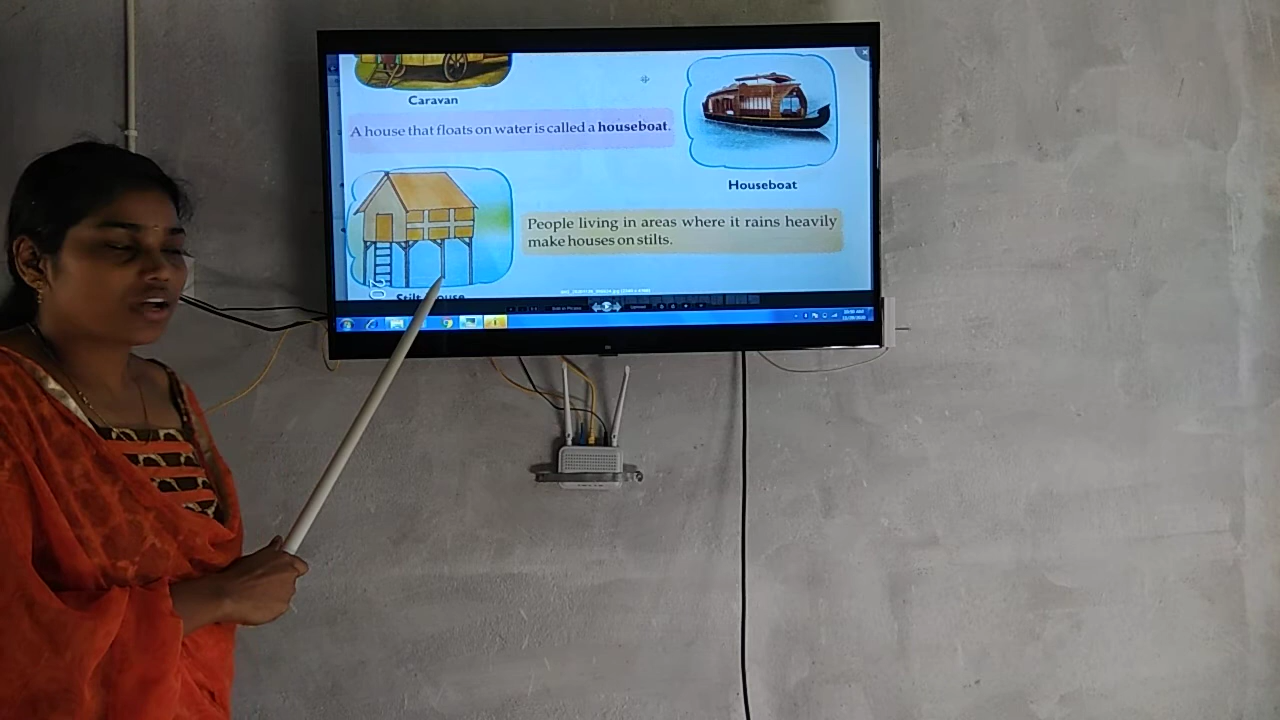 Caravan
A house that floats on water is called a houseboat.
Houseboat
People living in areas where it rains heavily
make houses on stilts.